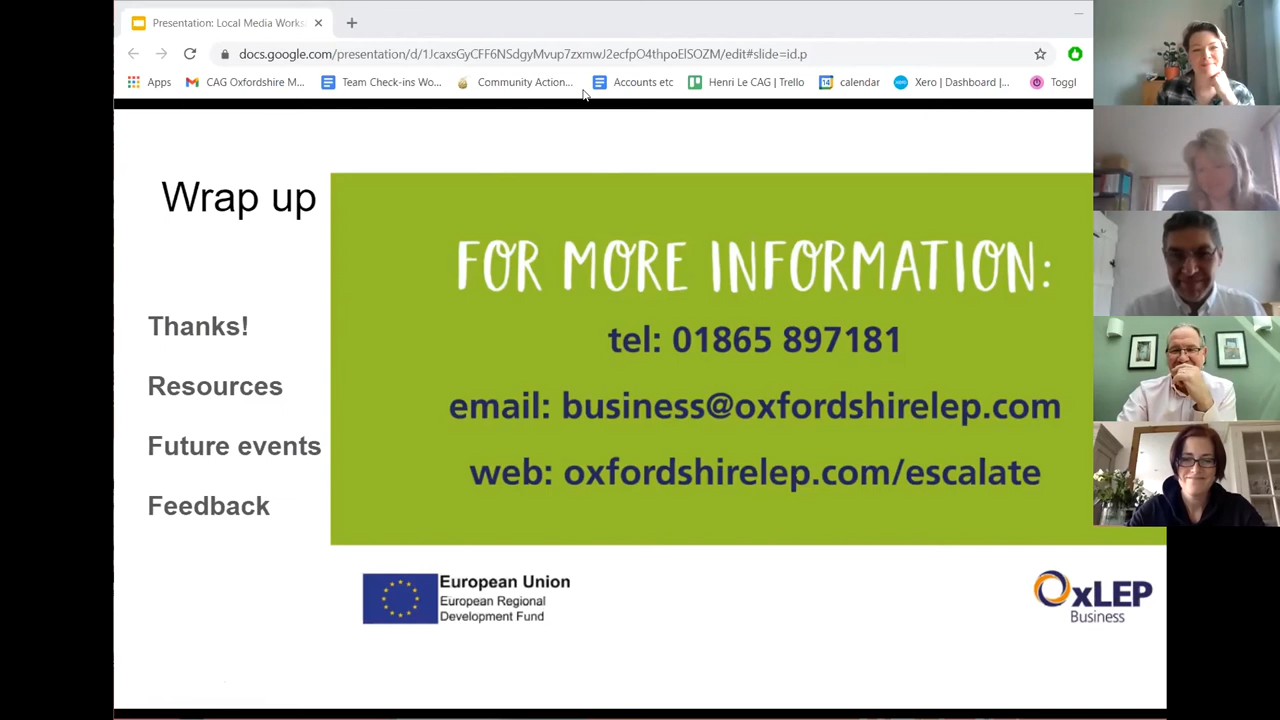 Presentation: Local Media Works
docs.google.com/presentation/d/1JcaxsGyCFF6NSdgyMvup7zxmwJ2ecfpO4thpoElSOZM/edit#slide=id.p
Apps
CAG Oxfordshire M...
Team Check-ins Wo...
Community Action...
Accounts etc
Henri Le CAG | Trello
calendar
Xero | Dashboard |...
Toggl
Wrap up
Thanks!
Resources
Future events
Feedback
FOR MORE INFORMATION:
tel: 01865 897181
email: business@oxfordshirelep.com
web: oxfordshirelep.com/escalate
European Union
European Regional
Development Fund
OxLEP
Business